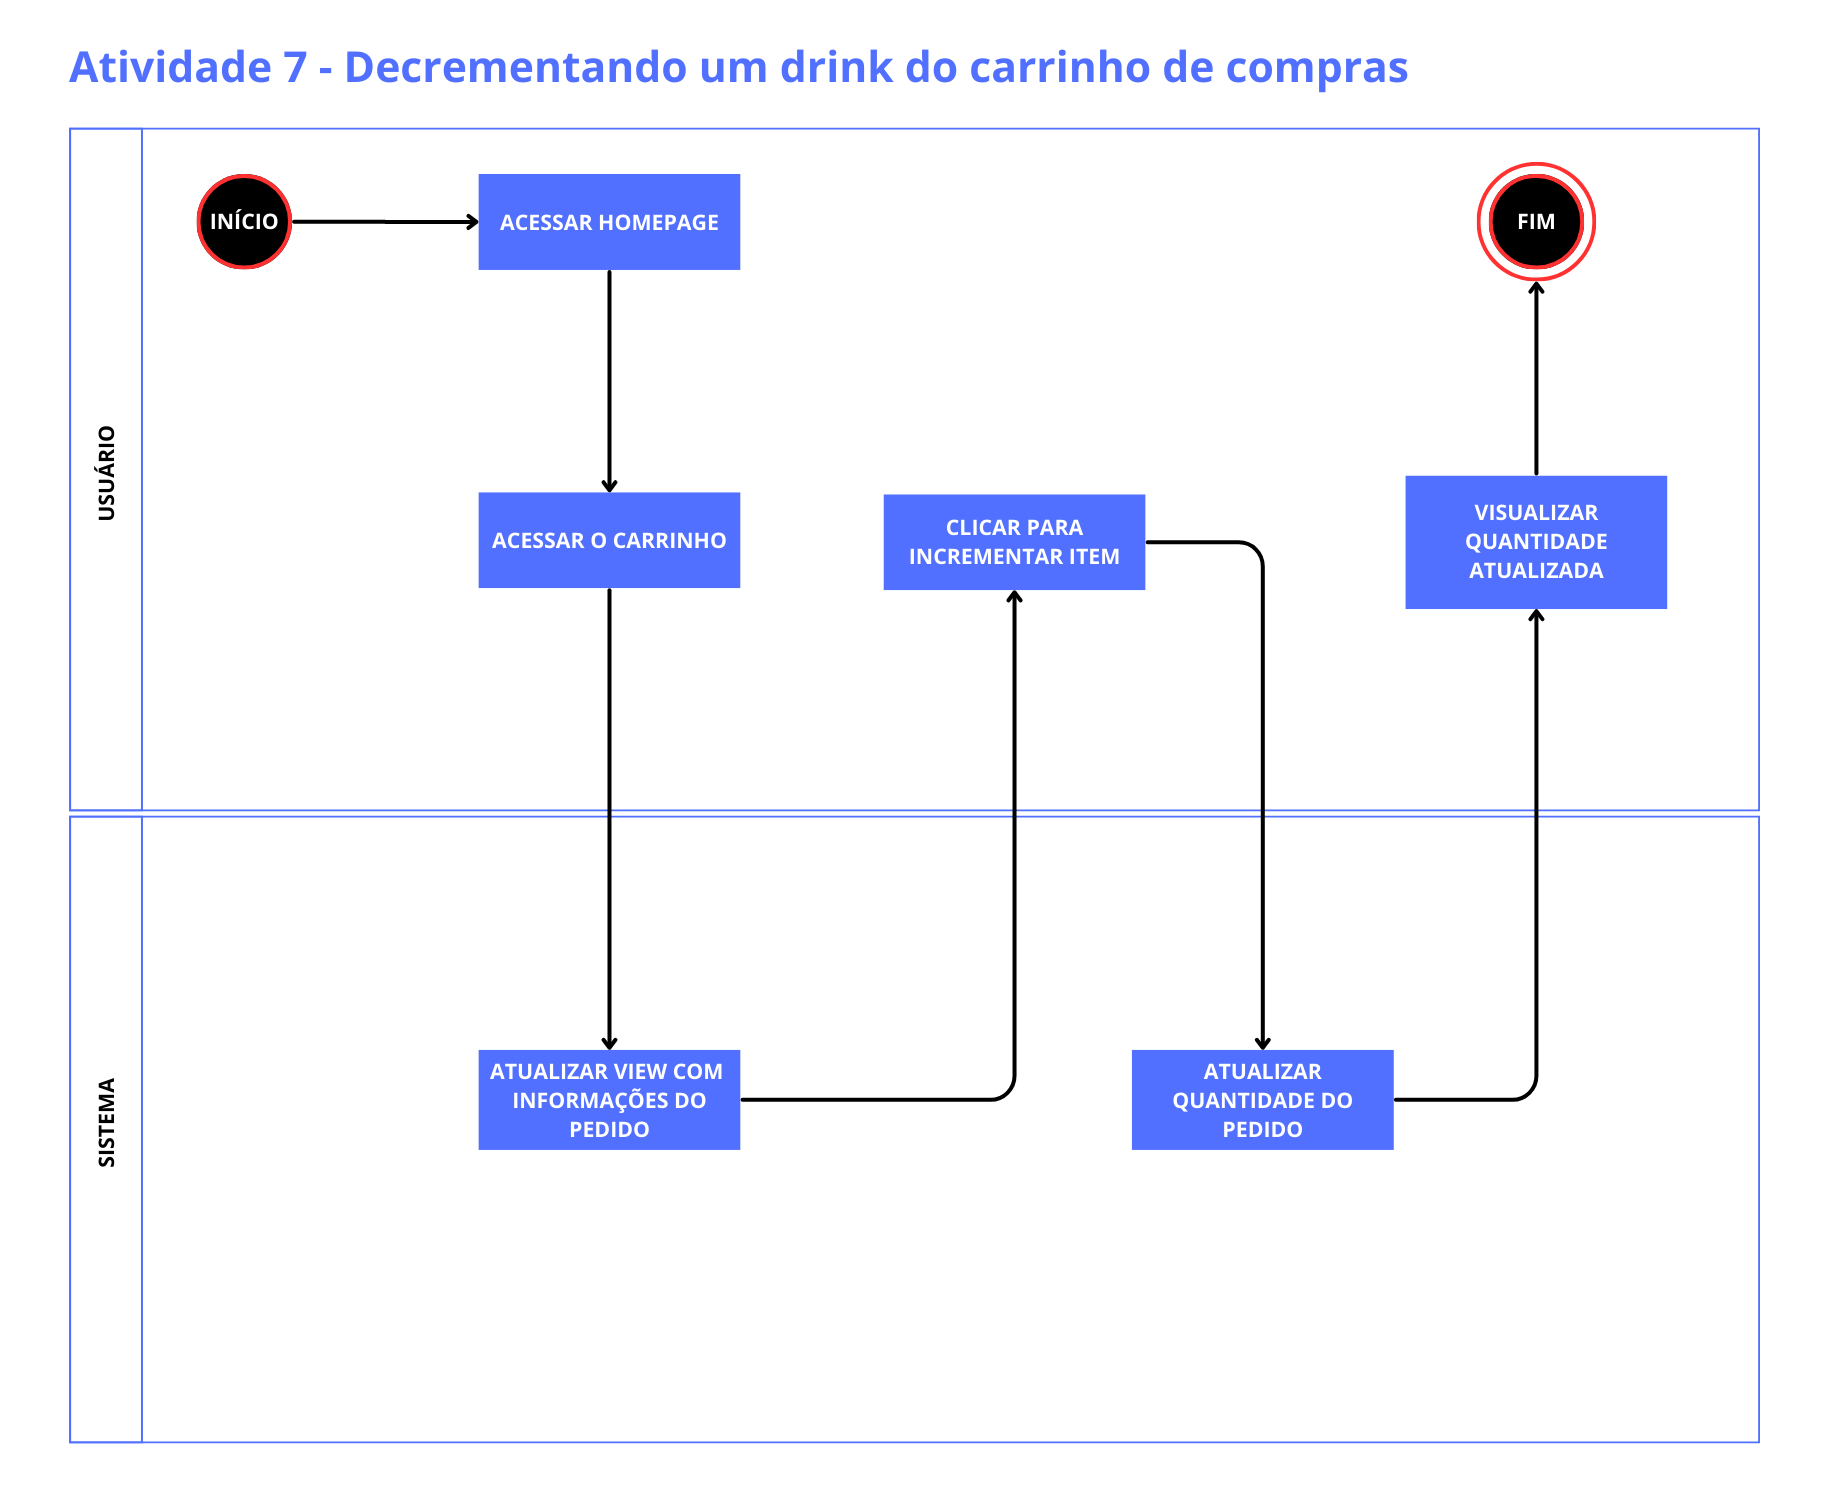 Atividade 7 - Decrementando um drink do carrinho de compras
USUÁRIO
INÍCIO
ACESSAR HOMEPAGE
FIM
ACESSAR O CARRINHO
CLICAR PARA
INCREMENTAR ITEM
VISUALIZAR
QUANTIDADE
ATUALIZADA
SISTEMA
ATUALIZAR VIEW COM
INFORMAÇÕES DO
PEDIDO
ATUALIZAR
QUANTIDADE DO
PEDIDO